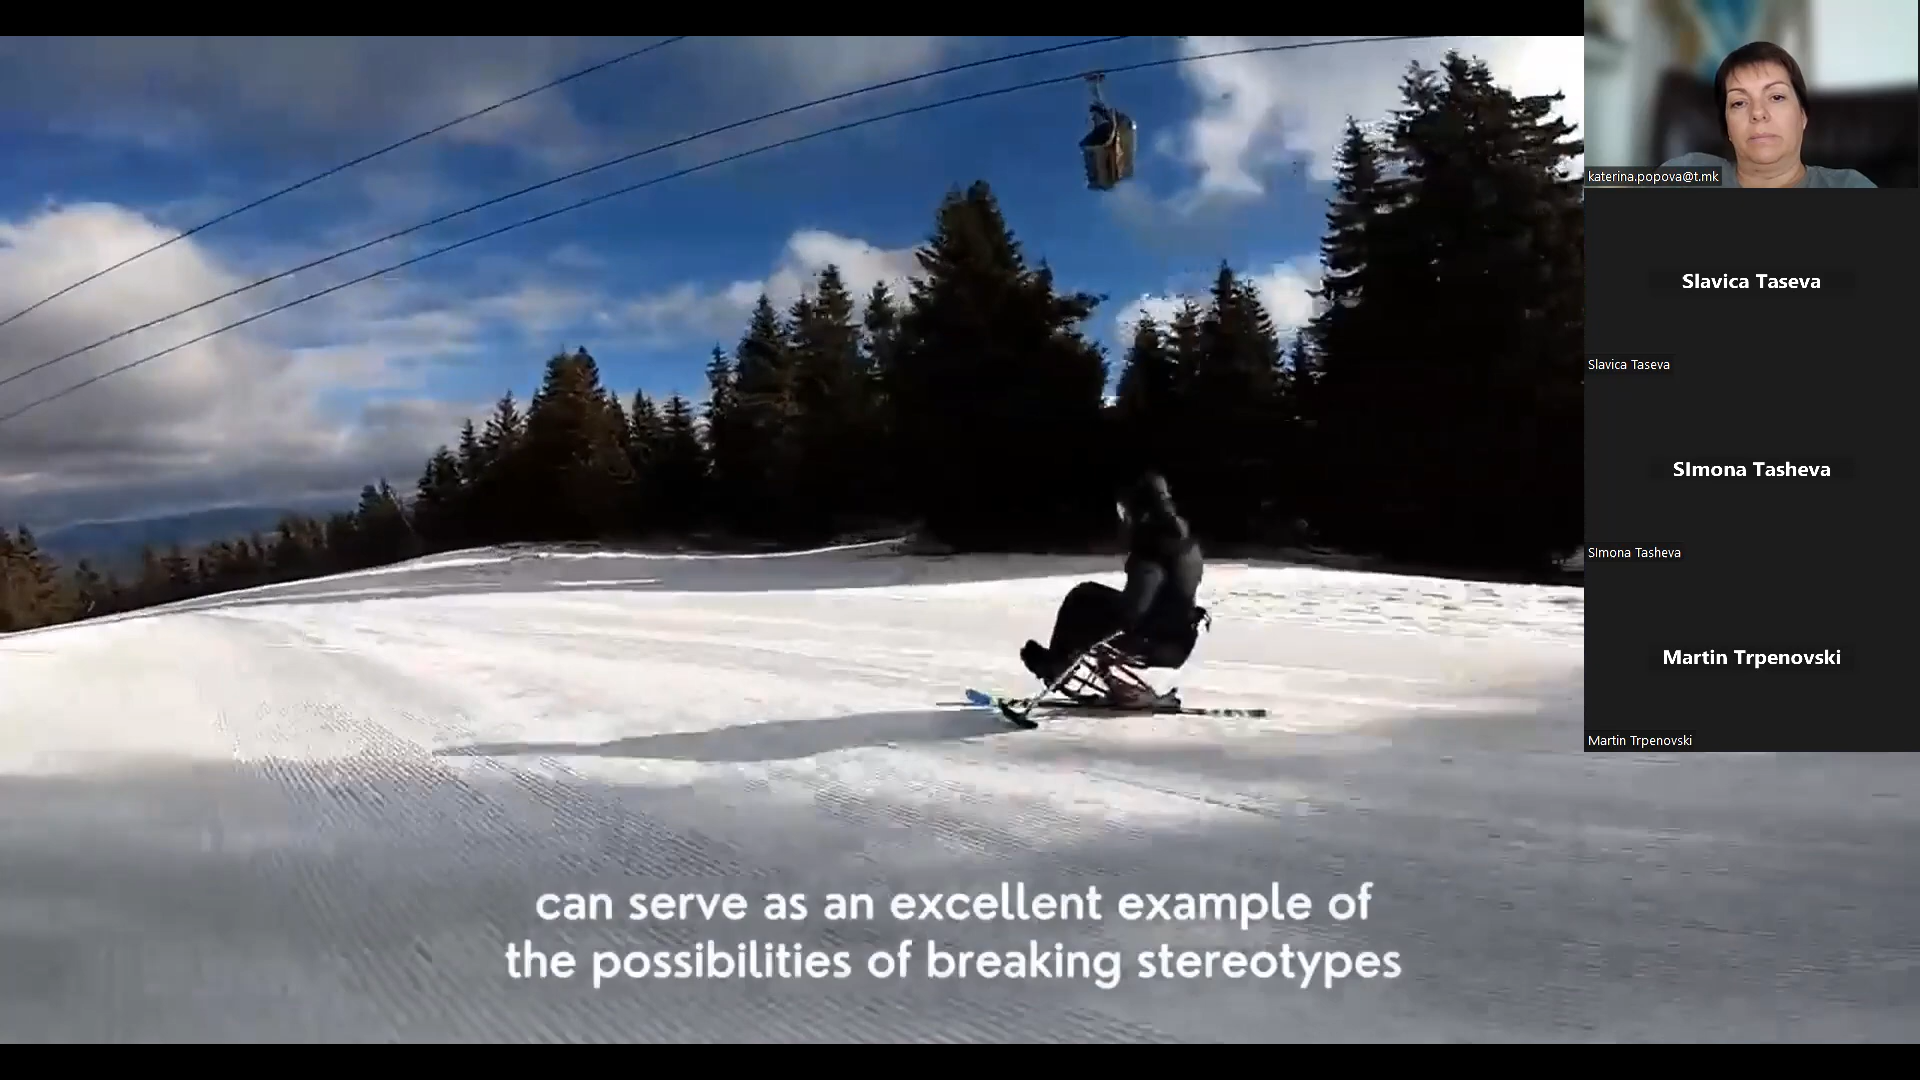 katerina.popova@t.mk
Slavica Taseva
Slavica Taseva
SImona Tasheva
SImona Tasheva
Martin Trpenovski
Martin Trpenovski
can serve as an excellent example of
the possibilities of breaking stereotypes